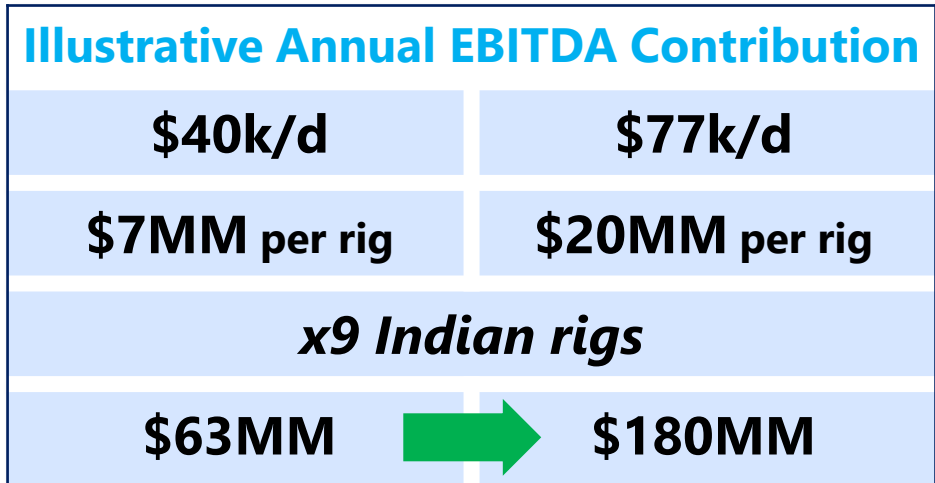 Illustrative Annual EBITDA Contribution
$40k/d $77k/d
$7MM per rig $20MM per rig
x9 Indian rigs
$63MM $180MM